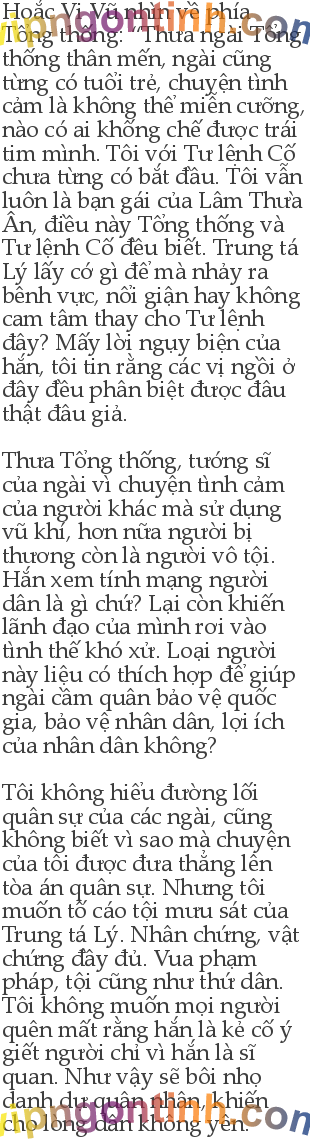 Hoắc Vi Vũ nhìn về phía
Tổng thống: "Thưa ngài Tổng
thống thân mến, ngài cũng
từng có tuổi trẻ, chuyện tình
cảm là không thể miễn cưỡng,
nào có ai khống chế được trái
tim mình. Tôi với Tư lệnh Cố
chưa từng có bắt đầu. Tôi vẫn
luôn là bạn gái của Lâm Thừa
Ân, điều này Tổng thống và
Tư lệnh Cố đều biết. Trung tá
Lý lấy cớ gì để mà nhảy ra
bênh vực, nổi giận hay không
cam tâm thay cho Tư lệnh
đây? Mấy lời ngụy biện của
hắn, tôi tin rằng các vị ngồi ở
đây đều phân biệt được đâu
thật đâu giả.
Thưa Tổng thống, tướng sĩ
của ngài vì chuyện tình cảm
của người khác mà sử dụng
vũ khí, hơn nữa người bị
thương còn là người vô tội.
Hắn xem tính mạng người
dân là gì chứ? Lại còn khiến
lãnh đạo của mình rơi vào
tình thế khó xử. Loại người
này liệu có thích hợp để giúp
ngài cầm quân bảo vệ quốc
gia, bảo vệ nhân dân, lợi ích
của nhân dân không?
Tôi không hiểu đường lối
quân sự của các ngài, cũng
không biết vì sao mà chuyện
của tôi được đưa thẳng lên
tòa án quân sự. Nhưng tôi
muốn tố cáo tội mưu sát của
Trung tá Lý. Nhân chứng, vật
chứng đầy đủ. Vua phạm
pháp, tội cũng như thứ dân.
Tôi không muốn mọi người
quên mất rằng hắn là kẻ cố ý
giết người chỉ vì hắn là sĩ
quan. Như vậy sẽ bôi nhọ
danh dự quân nhân, khiến
cho lòng dân không yên.
vipngontinh.com
vipngontinh.com